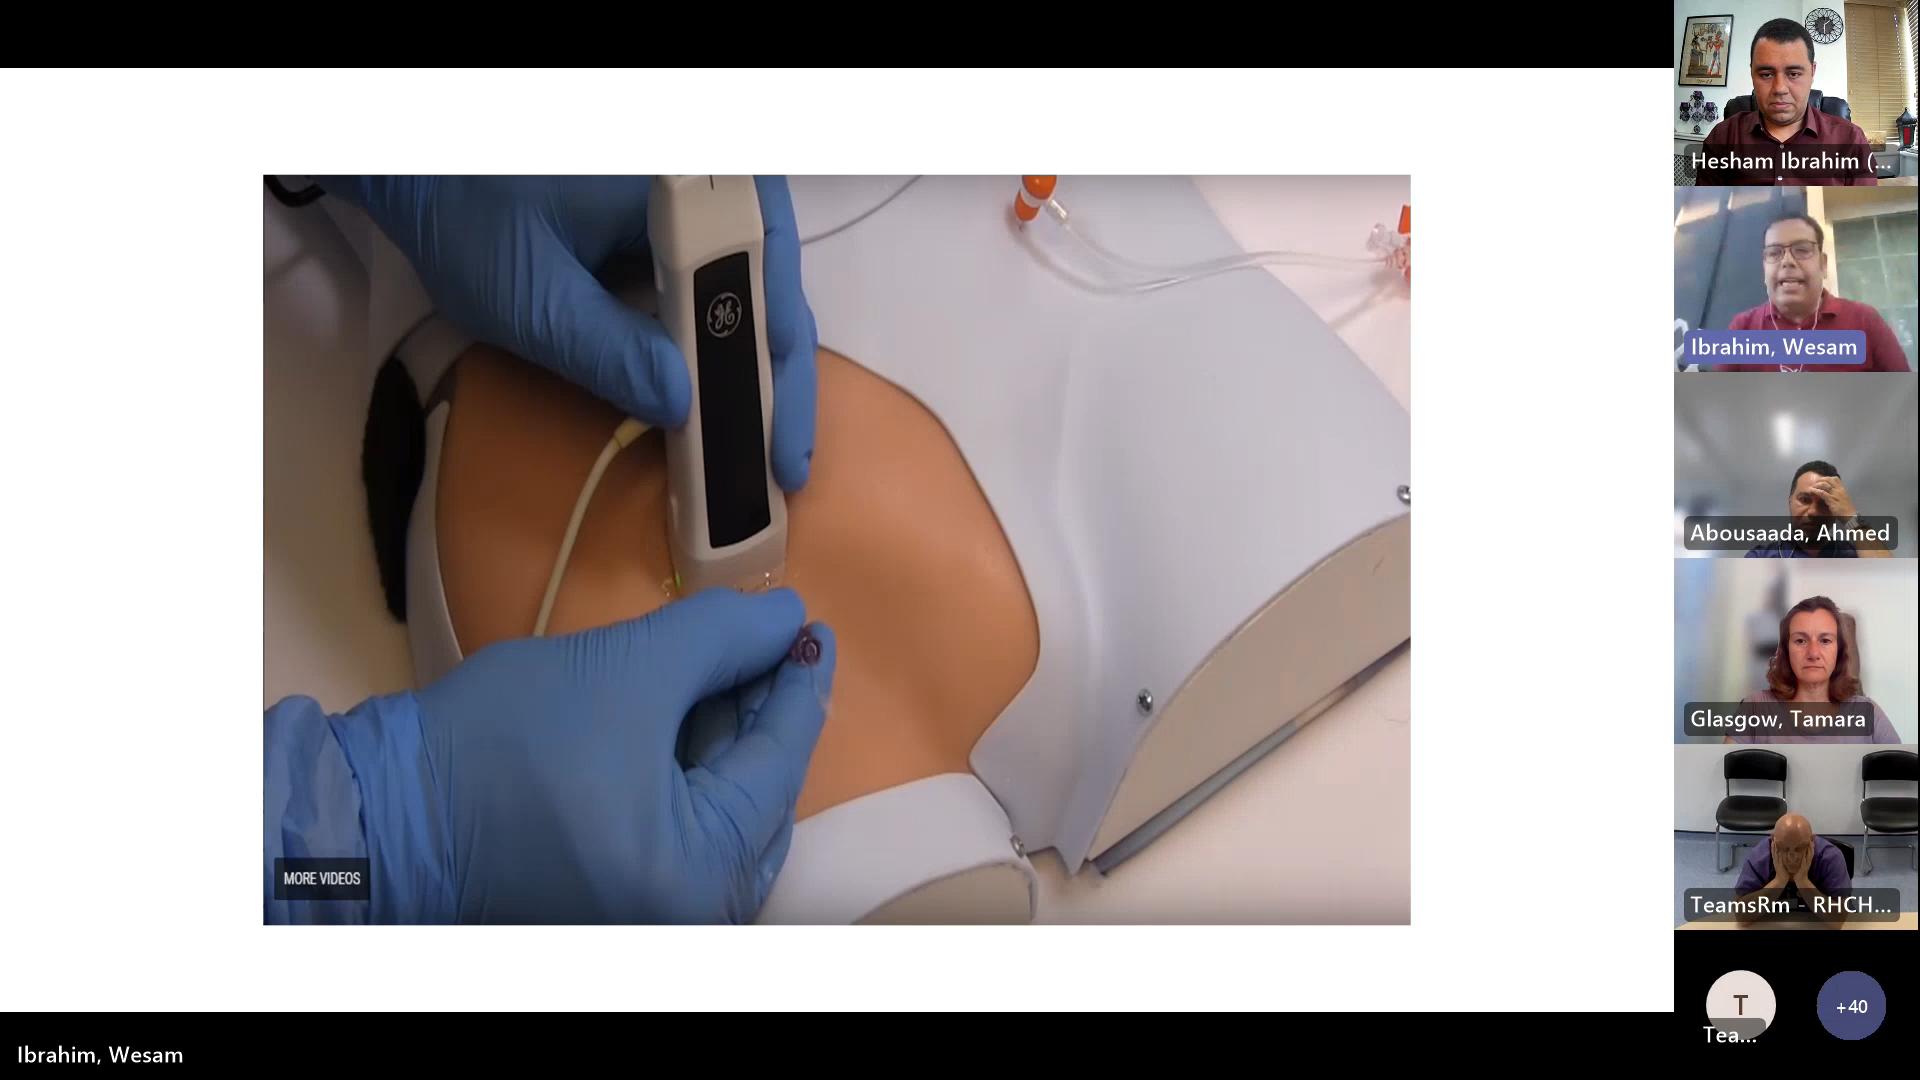 MORE VIDEOS
Ibrahim, Wesam
Hesham Ibrahim (...
Ibrahim, Wesam
Abousaada, Ahmed
Glasgow, Tamara
TeamsRm - RHCH...
T
Tea...
+40